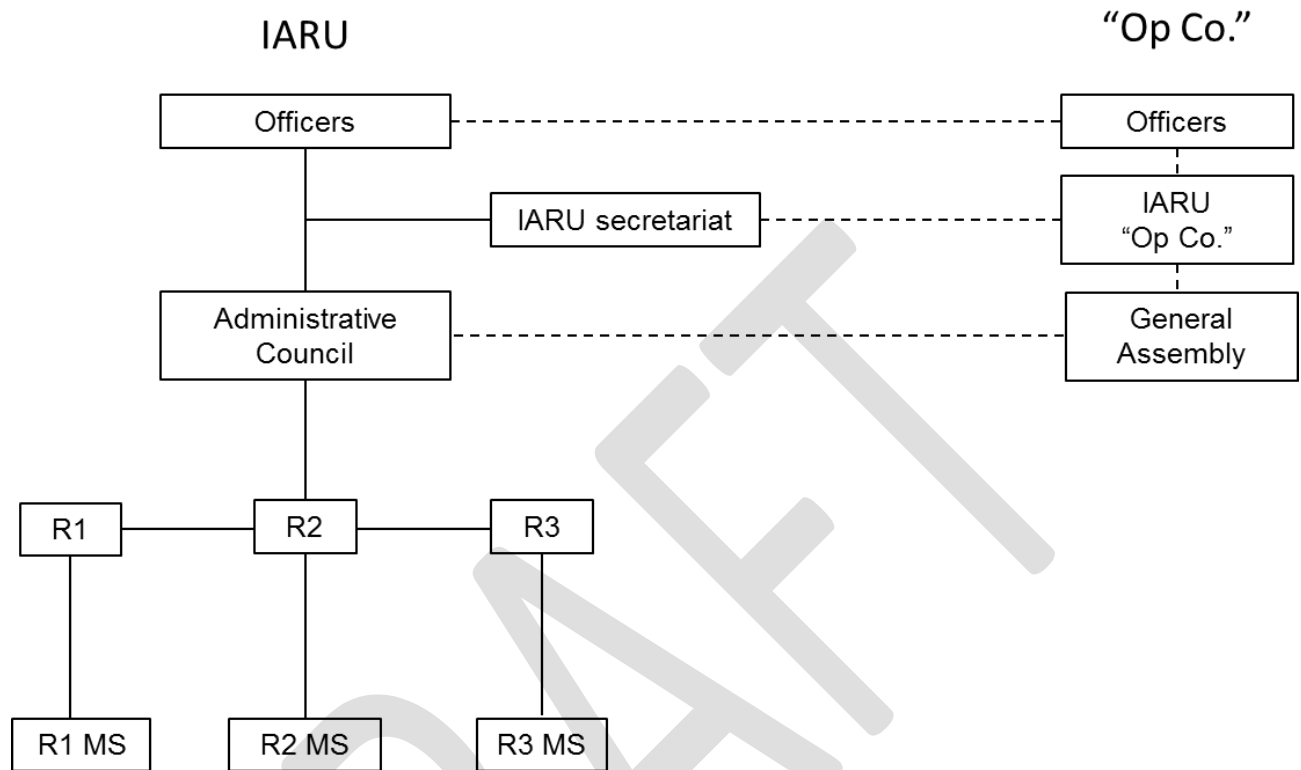 IARU
“Op Co.”
Officers
Officers
IARU secretariat
IARU
“Op Co.”
Administrative
Council
General
Assembly
R1
R2
R3
R1 MS
R2 MS
R3 MS
DRAFT